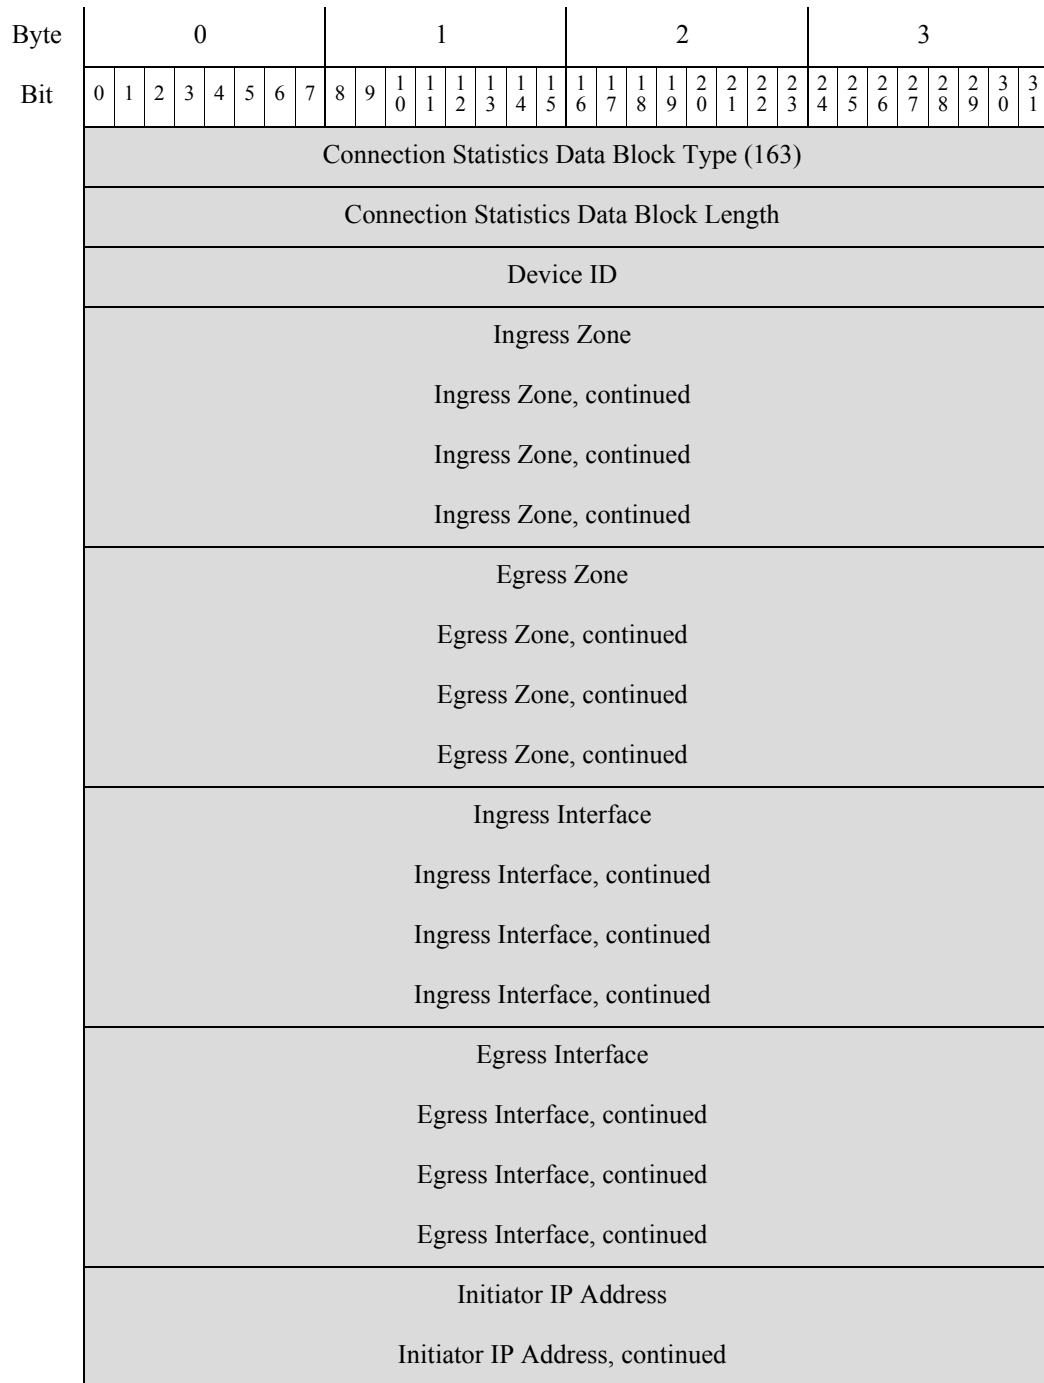 Byte 0 1 2 3
Bit 0 1 2 3 4 5 6 7 8 9 10 11 12 13 14 15 16 17 18 19 20 21 22 23 24 25 26 27 28 29 30 31
Connection Statistics Data Block Type (163)
Connection Statistics Data Block Length
Device ID
Ingress Zone
Ingress Zone, continued
Ingress Zone, continued
Ingress Zone, continued
Egress Zone
Egress Zone, continued
Egress Zone, continued
Egress Zone, continued
Ingress Interface
Ingress Interface, continued
Ingress Interface, continued
Ingress Interface, continued
Egress Interface
Egress Interface, continued
Egress Interface, continued
Egress Interface, continued
Initiator IP Address
Initiator IP Address, continued